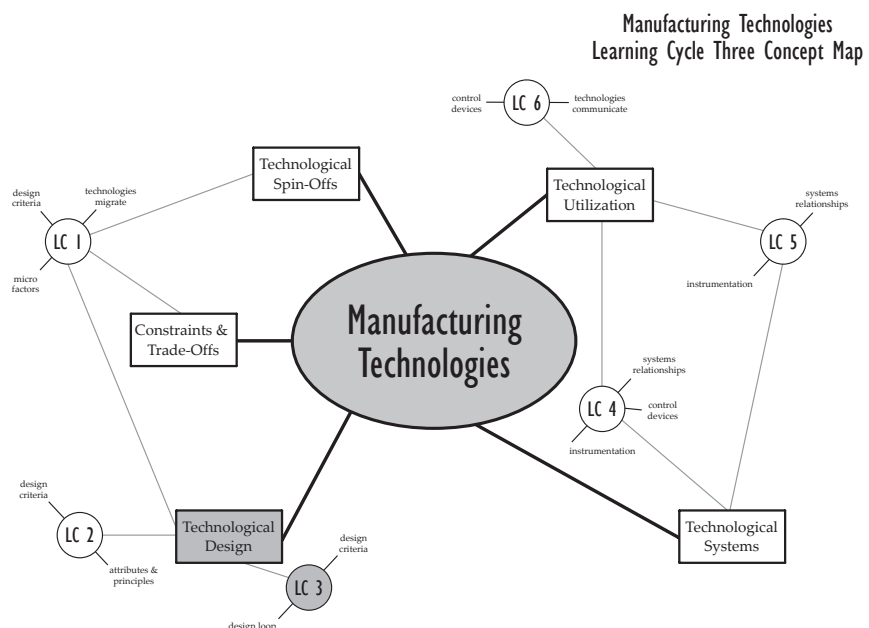 Manufacturing Technologies
Learning Cycle Three Concept Map
control
devices
LC 6
technologies
communicate
Technological
Spin-Offs
Technological
Utilization
design
criteria
technologies
migrate
LC 1
micro
factors
systems
relationships
LC 5
instrumentation
Constraints &
Trade-Offs
Manufacturing
Technologies
systems
relationships
LC 4
control
devices
instrumentation
design
criteria
LC 2
attributes &
principles
Technological
Design
design
criteria
LC 3
design loop
Technological
Systems